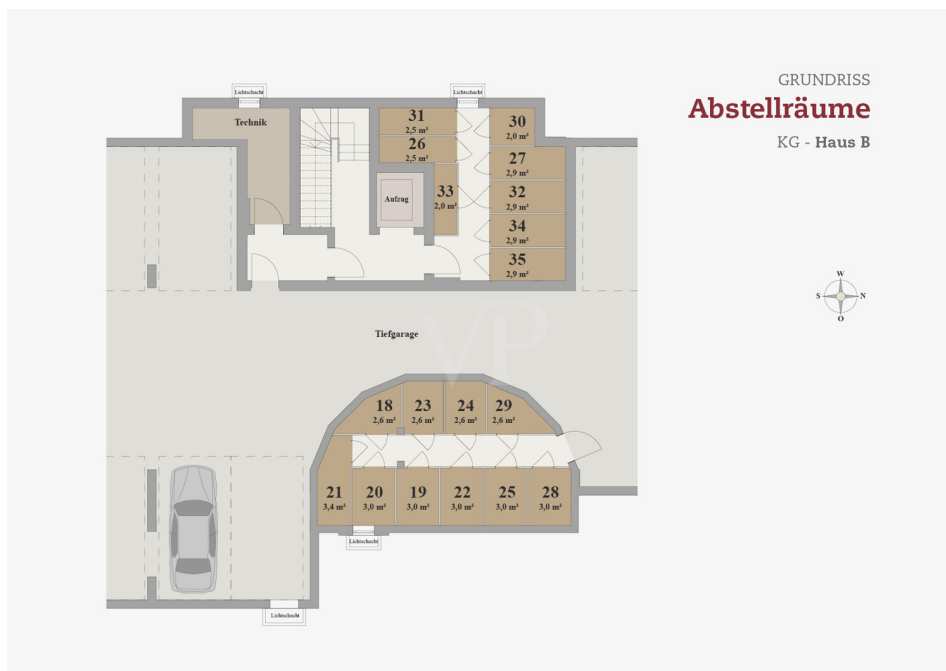 GRUNDRISS
Abstellräume
KG - Haus B
Lichtschacht
Lichtschacht
Technik
31
2,5 m²
26
2,5 m²
30
2,0 m²
27
2,9 m²
33
2,0 m²
32
2,9 m²
34
2,9 m²
35
2,9 m²
Aufzug
W
S
N
O
Tiefgarage
VP
18
2,6 m²
23
2,6 m²
24
2,6 m²
29
2,6 m²
21
3,4 m²
20
3,0 m²
19
3,0 m²
22
3,0 m²
25
3,0 m²
28
3,0 m²
Lichtschacht
Lichtschacht